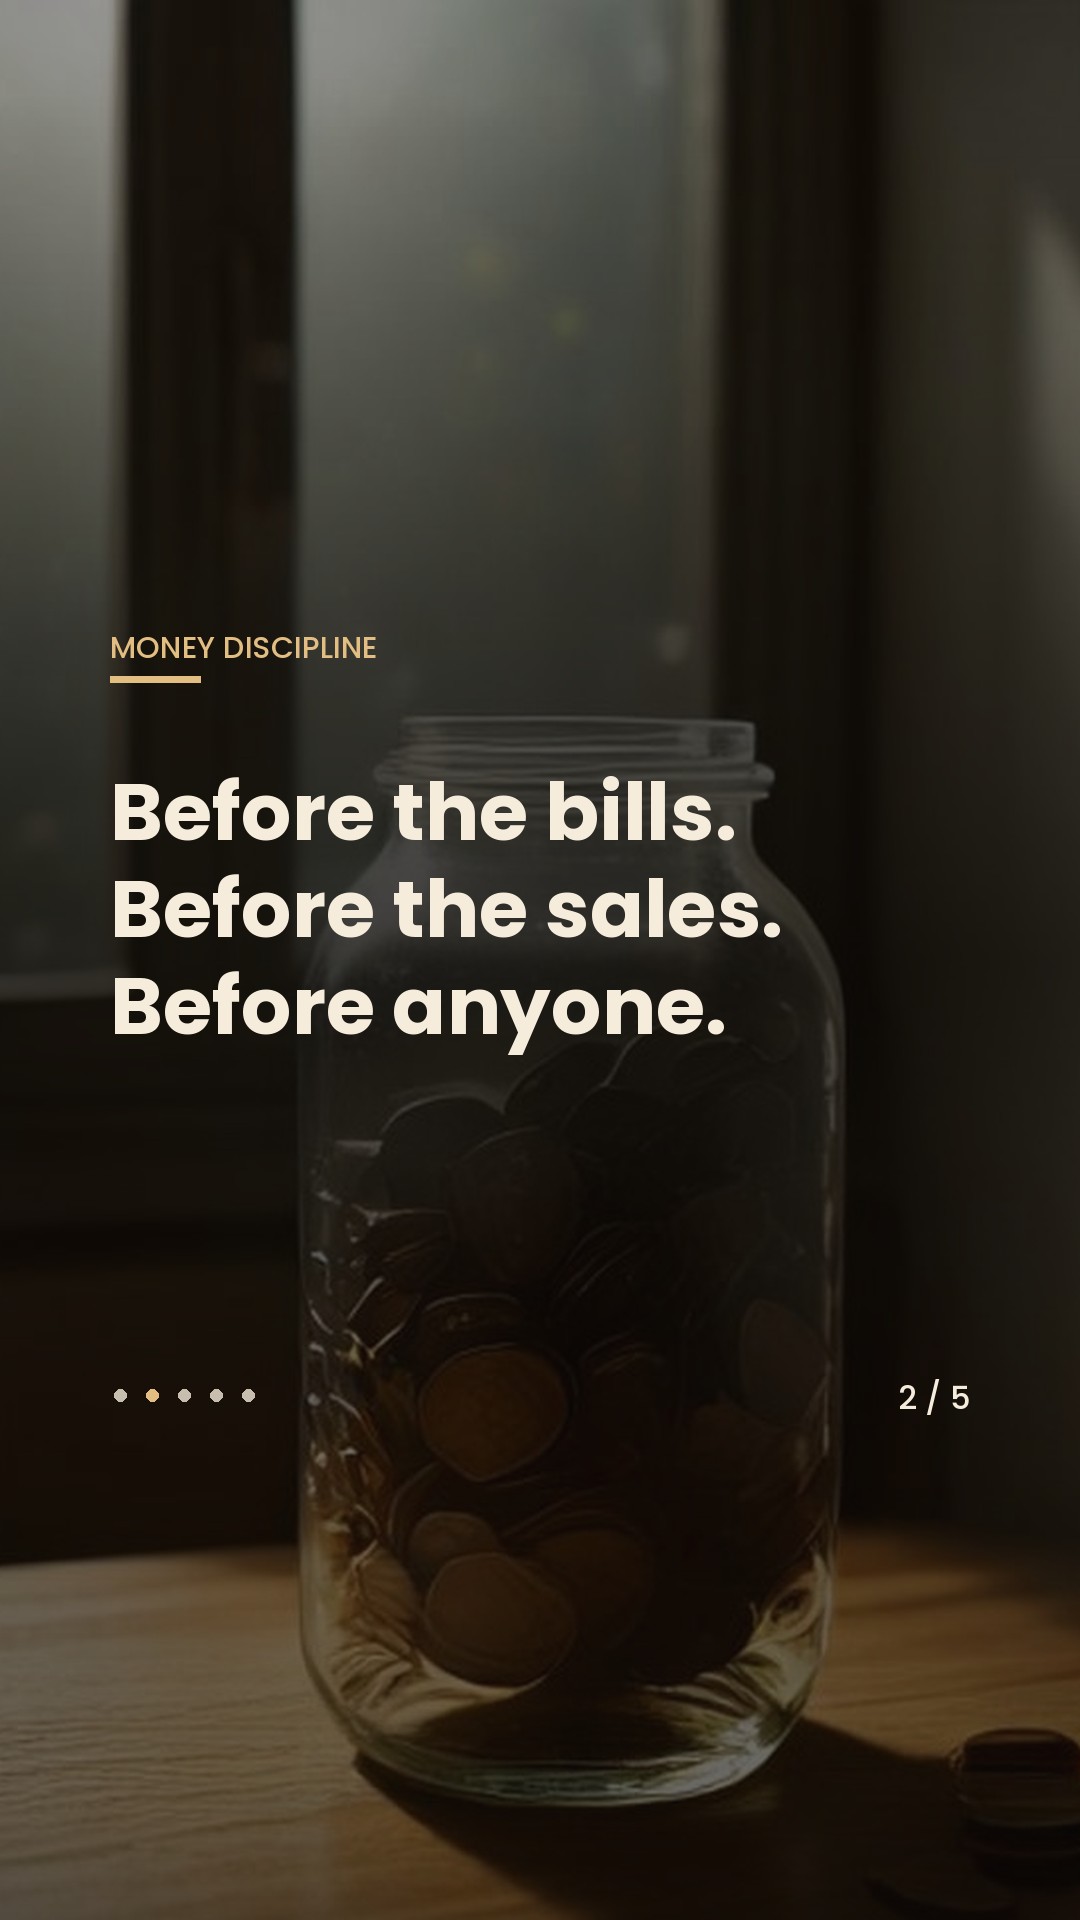 MONEY DISCIPLINE
Before the bills.
Before the sales.
Before anyone.
2 / 5